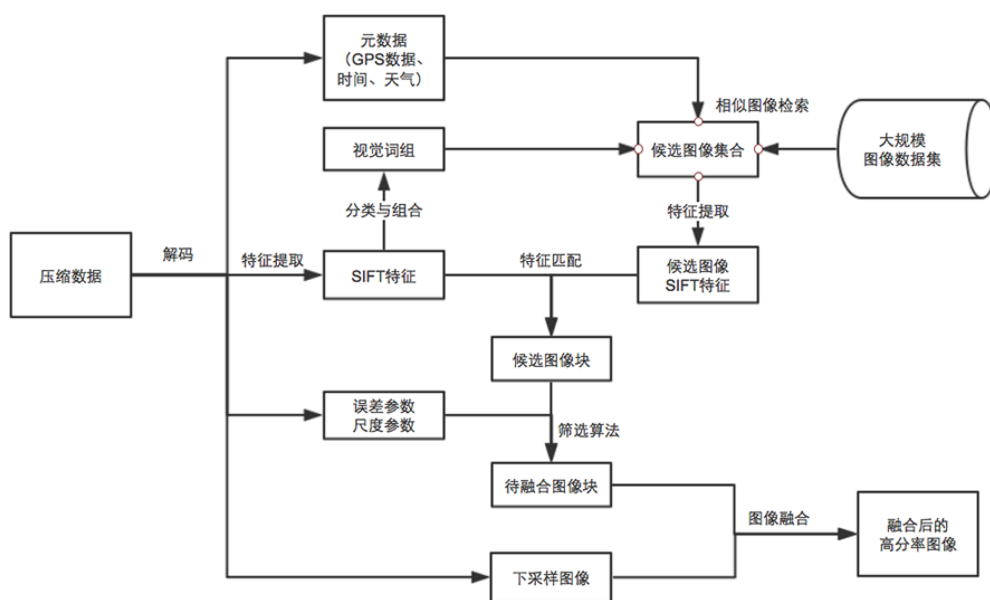 元数据
（GPS数据、
时间、天气）
相似图像检索
视觉词组
候选图像集合
大规模
图像数据集
分类与组合
特征提取
压缩数据
解码
特征提取
SIFT特征
特征匹配
候选图像
SIFT特征
候选图像块
误差参数
尺度参数
筛选算法
待融合图像块
图像融合
融合后的
高分率图像
下采样图像